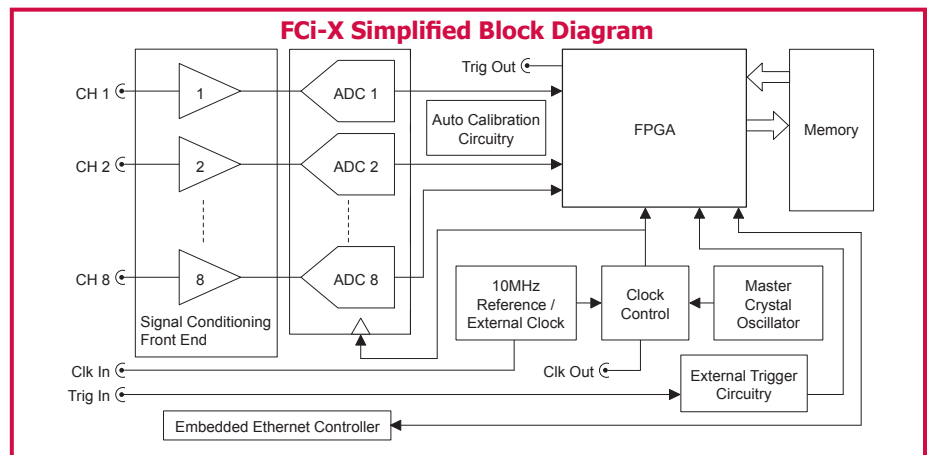 FCi-X Simplified Block Diagram
Trig Out
CH 1
1
ADC 1
Auto Calibration
Circuitry
FPGA
Memory
CH 2
2
ADC 2
CH 8
8
ADC 8
10MHz
Reference /
External Clock
Clock
Control
Master
Crystal
Oscillator
Signal Conditioning
Front End
Clk In
Clk Out
Trig In
External Trigger
Circuitry
Embedded Ethernet Controller